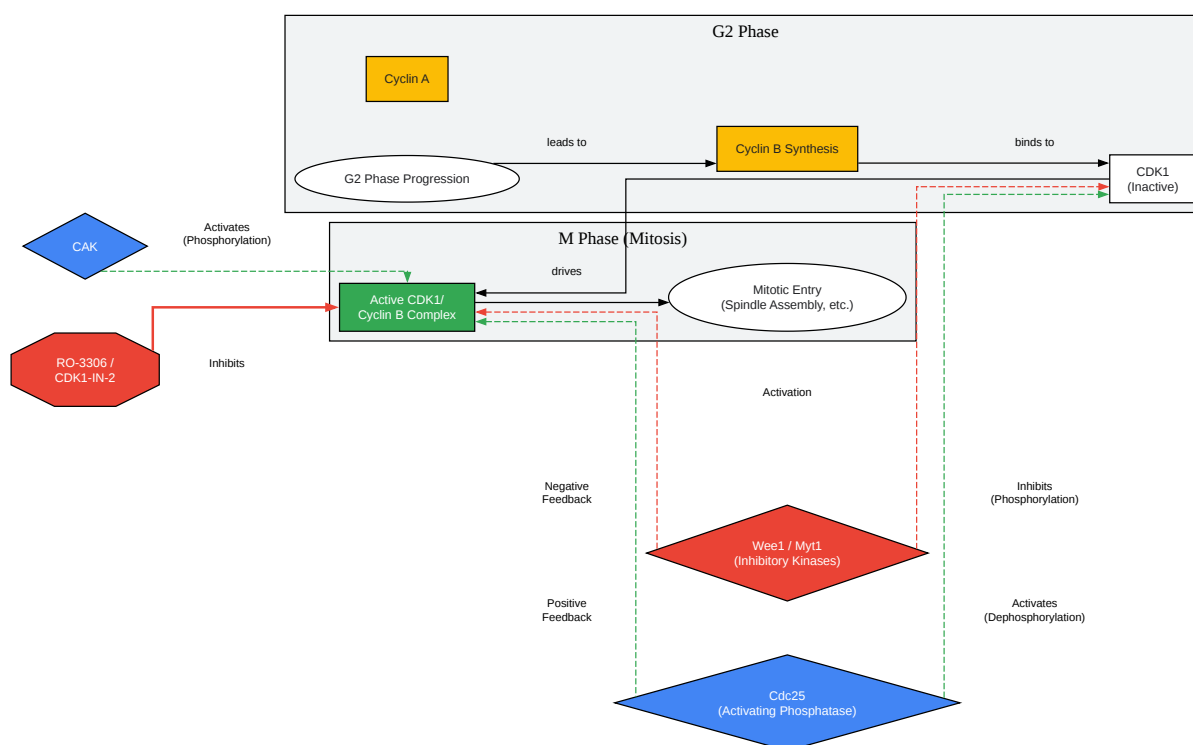 G2 Phase
Cyclin A
leads to
Cyclin B Synthesis
binds to
G2 Phase Progression
CDK1
(Inactive)
CAK
Activates
(Phosphorylation)
M Phase (Mitosis)
drives
Active CDK1/
Cyclin B Complex
Mitotic Entry
(Spindle Assembly, etc.)
RO-3306 /
CDK1-IN-2
Inhibits
Activation
Negative
Feedback
Inhibits
(Phosphorylation)
Wee1 / Myt1
(Inhibitory Kinases)
Positive
Feedback
Activates
(Dephosphorylation)
Cdc25
(Activating Phosphatase)